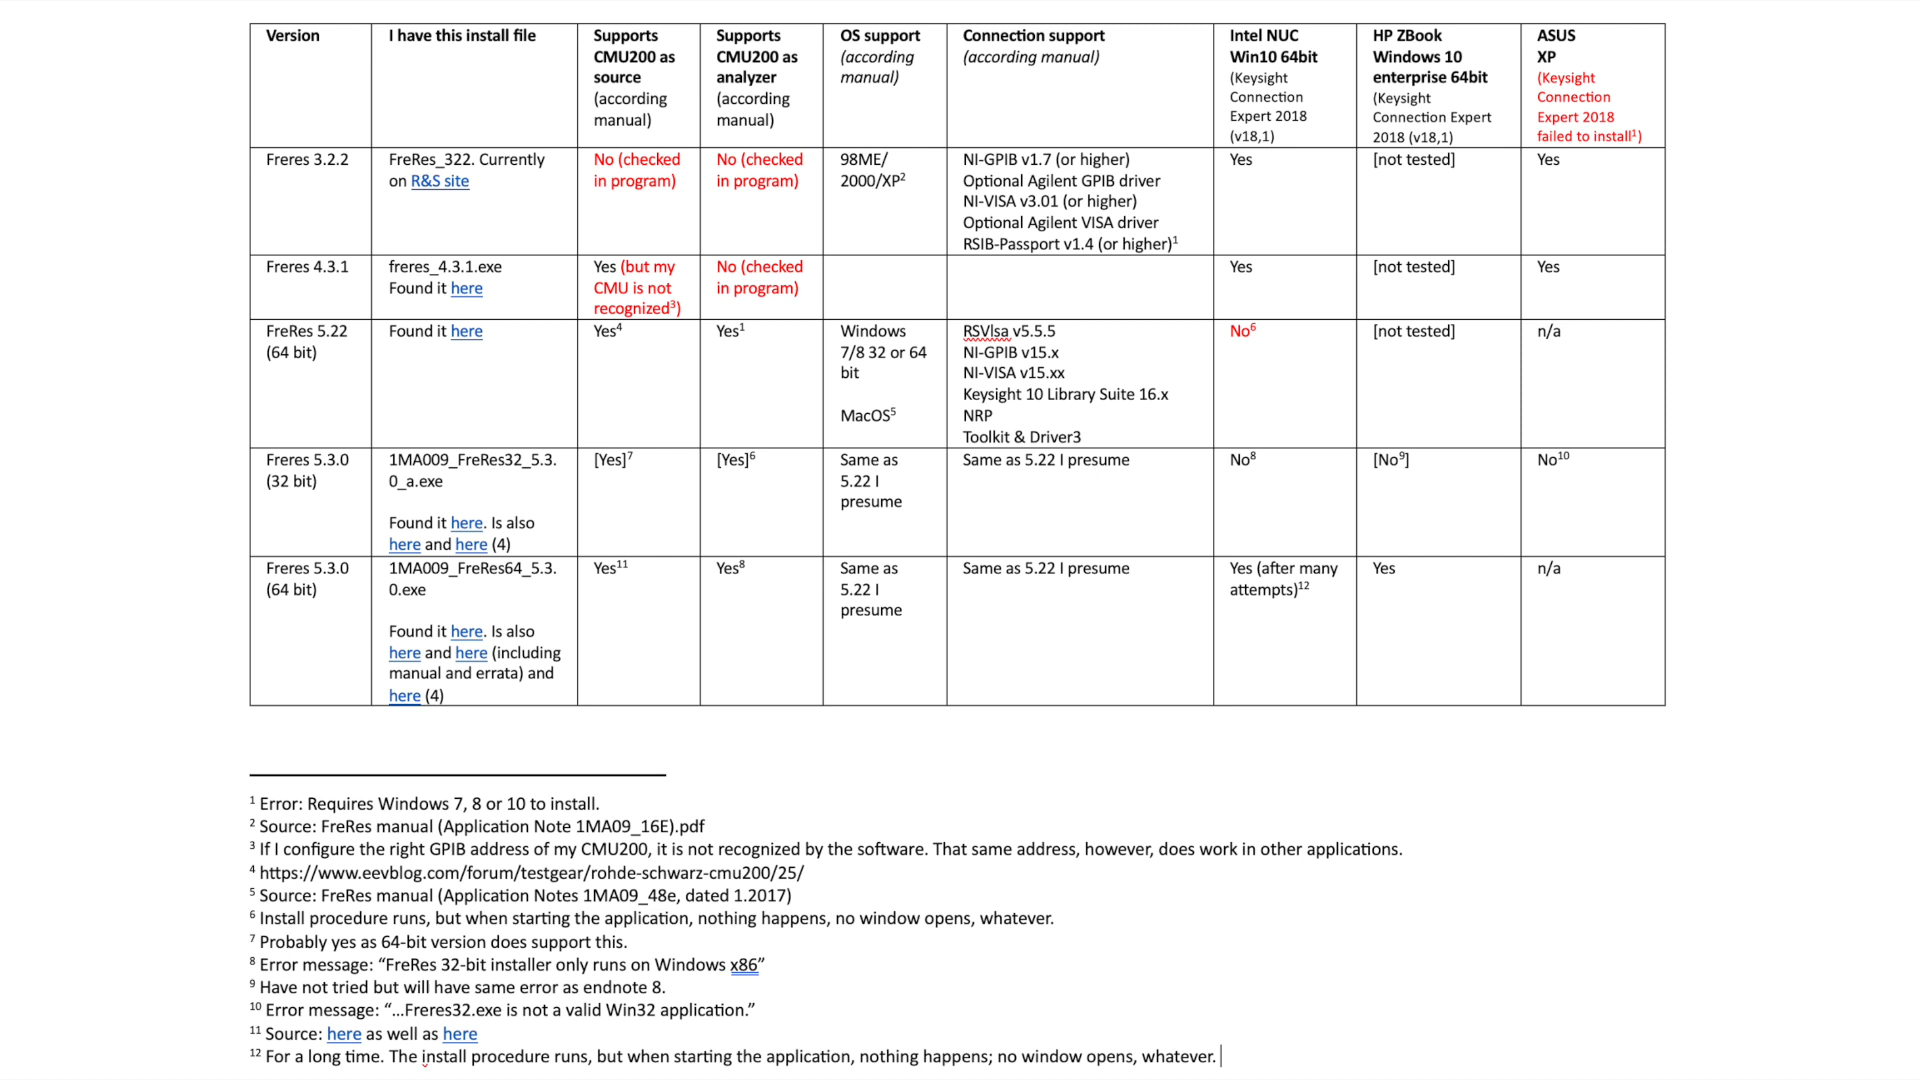 Version
I have this install file
Supports
CMU200 as
source
(according
manual)
Supports
CMU200 as
analyzer
(according
manual)
OS support
(according
manual)
Connection support
(according manual)
Intel NUC
Win10 64bit
(Keysight
Connection
Expert 2018
(v18,1)
HP ZBook
Windows 10
enterprise 64bit
(Keysight
Connection Expert
2018 (v18,1)
ASUS
XP
(Keysight
Connection
Expert 2018
failed to install¹)
Freres 3.2.2
FreRes_322. Currently
on R&S site
No (checked
in program)
No (checked
in program)
98ME/
2000/XP²
NI-GPIB v1.7 (or higher)
Optional Agilent GPIB driver
NI-VISA v3.01 (or higher)
Optional Agilent VISA driver
RSIB-Passport v1.4 (or higher)¹
Yes
[not tested]
Yes
Freres 4.3.1
freres_4.3.1.exe
Found it here
Yes (but my
CMU is not
recognized³)
No (checked
in program)
Yes
[not tested]
Yes
FreRes 5.22
(64 bit)
Found it here
Yes⁴
Yes¹
Windows
7/8 32 or 64
bit
MacOS⁵
RSVIsa v5.5.5
NI-GPIB v15.x
NI-VISA v15.xx
Keysight 10 Library Suite 16.x
NRP
Toolkit & Driver3
No⁶
[not tested]
n/a
Freres 5.3.0
(32 bit)
1MA009_FreRes32_5.3.
0_a.exe
Found it here. Is also
here and here (4)
[Yes]⁷
[Yes]⁶
Same as
5.22 I
presume
Same as 5.22 I presume
No⁸
[No⁹]
No¹⁰
Freres 5.3.0
(64 bit)
1MA009_FreRes64_5.3.
0.exe
Found it here. Is also
here and here (including
manual and errata) and
here (4)
Yes¹¹
Yes⁸
Same as
5.22 I
presume
Same as 5.22 I presume
Yes (after many
attempts)¹²
Yes
n/a
¹ Error: Requires Windows 7, 8 or 10 to install.
² Source: FreRes manual (Application Note 1MA09_16E).pdf
³ If I configure the right GPIB address of my CMU200, it is not recognized by the software. That same address, however, does work in other applications.
⁴ https://www.eevblog.com/forum/testgear/rohde-schwarz-cmu200/25/
⁵ Source: FreRes manual (Application Notes 1MA09_48e, dated 1.2017)
⁶ Install procedure runs, but when starting the application, nothing happens, no window opens, whatever.
⁷ Probably yes as 64-bit version does support this.
⁸ Error message: “FreRes 32-bit installer only runs on Windows x86”
⁹ Have not tried but will have same error as endnote 8.
¹⁰ Error message: “…Freres32.exe is not a valid Win32 application.”
¹¹ Source: here as well as here
¹² For a long time. The install procedure runs, but when starting the application, nothing happens; no window opens, whatever.